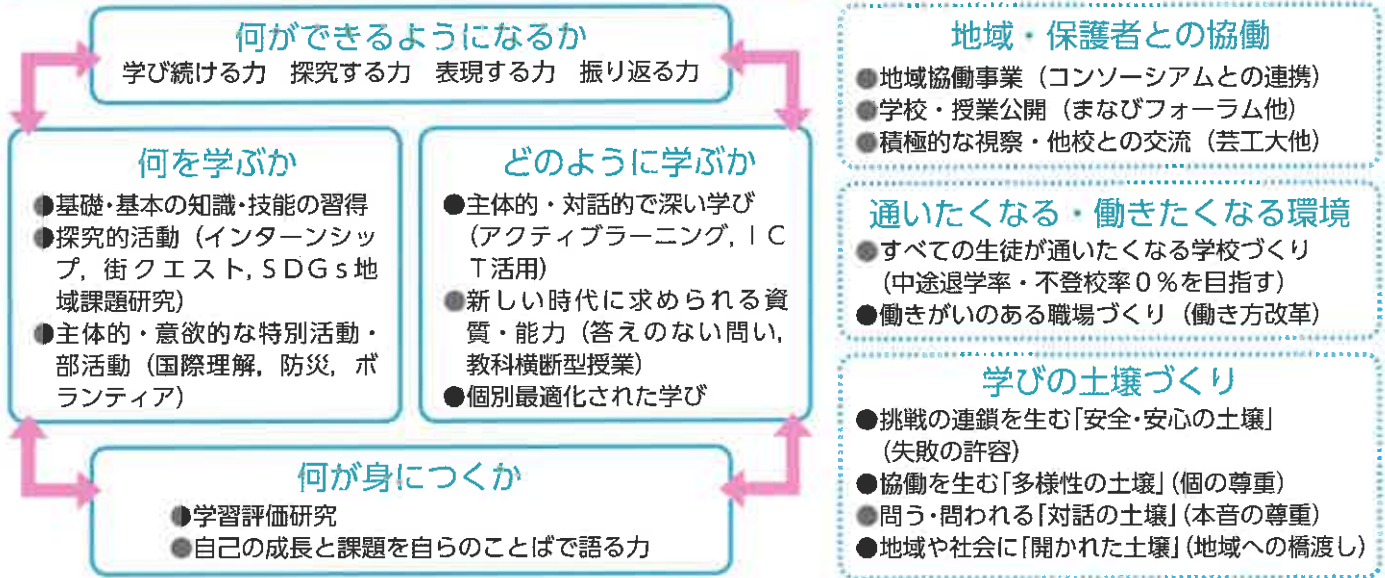 何ができるようになるか
学び続ける力　探究する力　表現する力　振り返る力
何を学ぶか
●基礎・基本の知識・技能の習得
●探究的活動（インターンシッ
プ，街クエスト，ＳＤＧｓ地
域課題研究）
●主体的・意欲的な特別活動・
部活動（国際理解，防災，ボ
ランティア）
どのように学ぶか
●主体的・対話的で深い学び
（アクティブラーニング，ＩＣ
Ｔ活用）
●新しい時代に求められる資
質・能力（答えのない問い，
教科横断型授業）
●個別最適化された学び
何が身につくか
●学習評価研究
●自己の成長と課題を自らのことばで語る力
地域・保護者との協働
●地域協働事業（コンソーシアムとの連携）
●学校・授業公開（まなびフォーラム他）
●積極的な視察・他校との交流（芸工大他）
通いたくなる・働きたくなる環境
●すべての生徒が通いたくなる学校づくり
（中途退学率・不登校率０％を目指す）
●働きがいのある職場づくり（働き方改革）
学びの土壌づくり
●挑戦の連鎖を生む「安全・安心の土壌」
（失敗の許容）
●協働を生む「多様性の土壌」（個の尊重）
●問う・問われる「対話の土壌」（本音の尊重）
●地域や社会に「開かれた土壌」（地域への橋渡し）